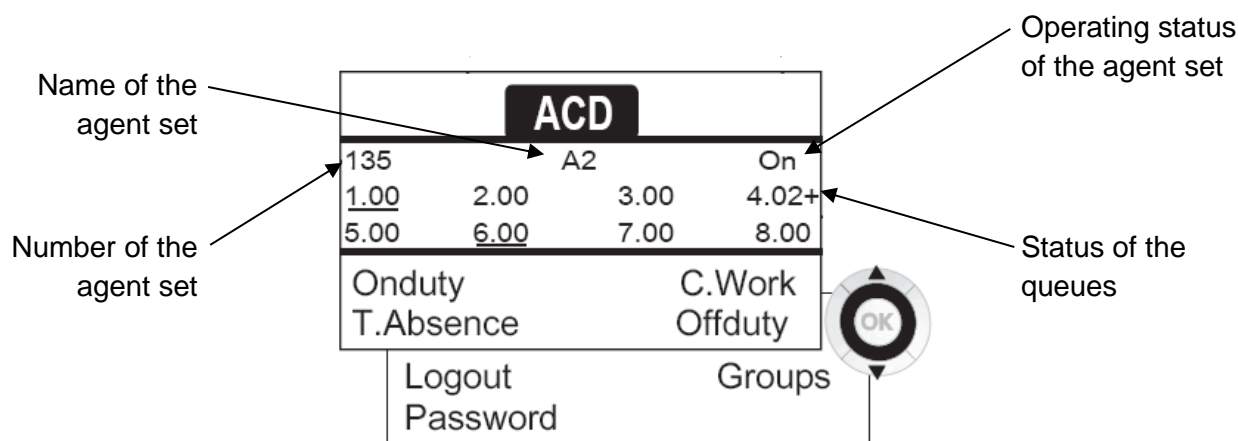 Operating status
of the agent set
Name of the
agent set
ACD
135 A2 On
1.00 2.00 3.00 4.02+
5.00 6.00 7.00 8.00
Number of the
agent set
Status of the
queues
Onduty C.Work
T.Absence Offduty
OK
Logout Groups
Password